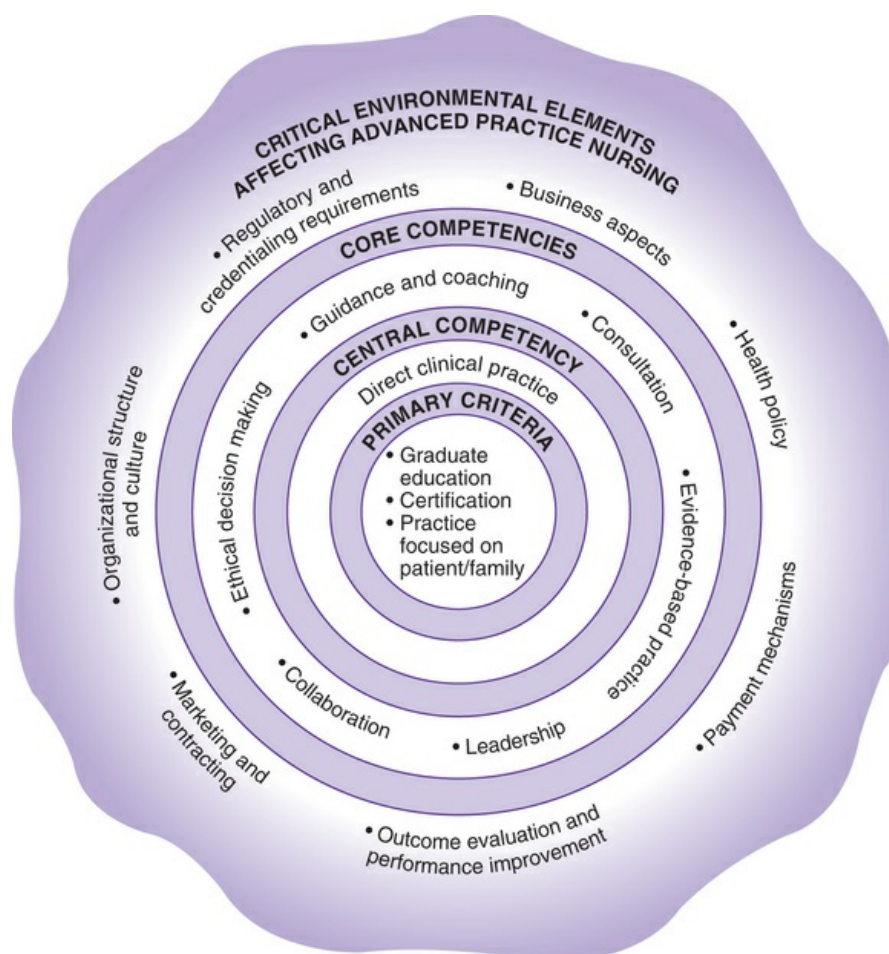 CRITICAL ENVIRONMENTAL ELEMENTS
AFFECTING ADVANCED PRACTICE NURSING
• Regulatory and
credentialing requirements
• Business aspects
• Health policy
• Payment mechanisms
• Outcome evaluation and
performance improvement
• Marketing and
contracting
• Organizational structure
and culture
CORE COMPETENCIES
• Guidance and coaching
• Consultation
• Evidence-based practice
• Leadership
• Collaboration
• Ethical decision making
CENTRAL COMPETENCY
Direct clinical practice
PRIMARY CRITERIA
• Graduate
education
• Certification
• Practice
focused on
patient/family